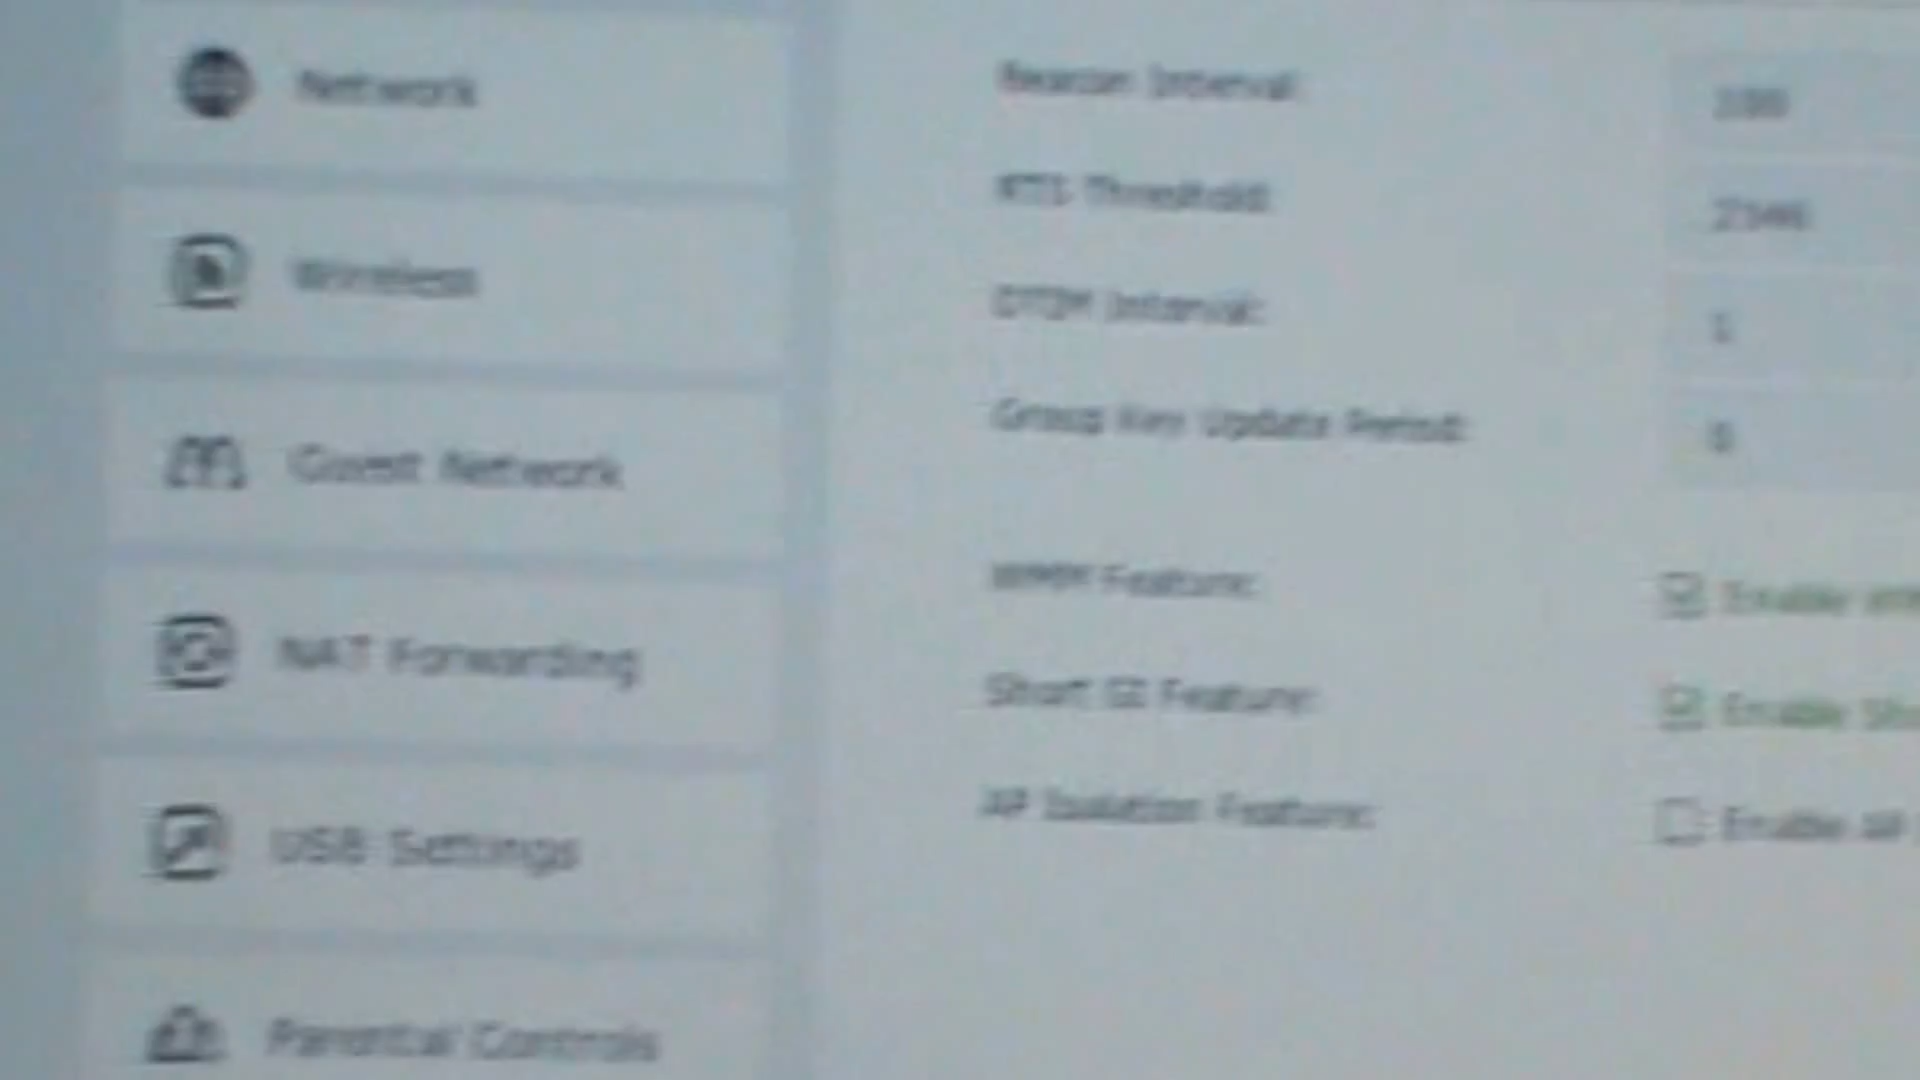 Network
Wireless
Guest Network
NAT Forwarding
USB Settings
Parental Controls
Beacon Interval: 100
RTS Threshold: 2346
DTIM Interval: 1
Group Key Update Period: 0
WMM Feature: Enable
Short GI Feature: Enable
AP Isolation Feature: Enable AP